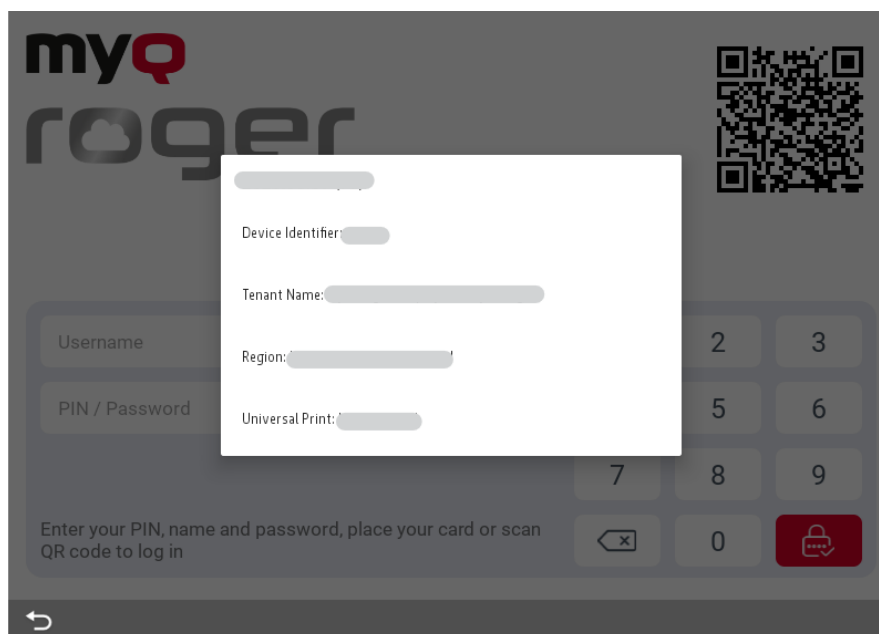 myQ
roger
Device Identifier:
Tenant Name:
Region:
Universal Print:
Username
PIN / Password
2 3
5 6
7 8 9
0
Enter your PIN, name and password, place your card or scan
QR code to log in